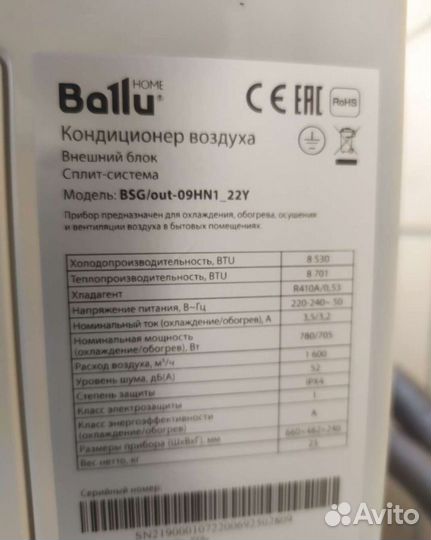 HOME
Ballu®
CE EAC RoHS
Кондиционер воздуха
Внешний блок
Сплит-система
Модель: BSG/out-09HN1_22Y
Прибор предназначен для охлаждения, обогрева, осушения
и вентиляции воздуха в бытовых помещениях.
Холодопроизводительность, BTU 8 530
Теплопроизводительность, BTU 8 701
Хладагент R410A/0,53
Напряжение питания, В~Гц 220-240~ 50
Номинальный ток (охлаждение/обогрев), А 3,5/3,2
Номинальная мощность
(охлаждение/обогрев), Вт 780/705
Расход воздуха, м³/ч 1 600
Уровень шума, дБ(А) 52
Степень защиты IPX4
Класс электрозащиты I
Класс энергоэффективности
(охлаждение/обогрев) A
Размеры прибора (ШxВxГ), мм 660×482×240
Вес нетто, кг 23
Серийный номер:
Avito